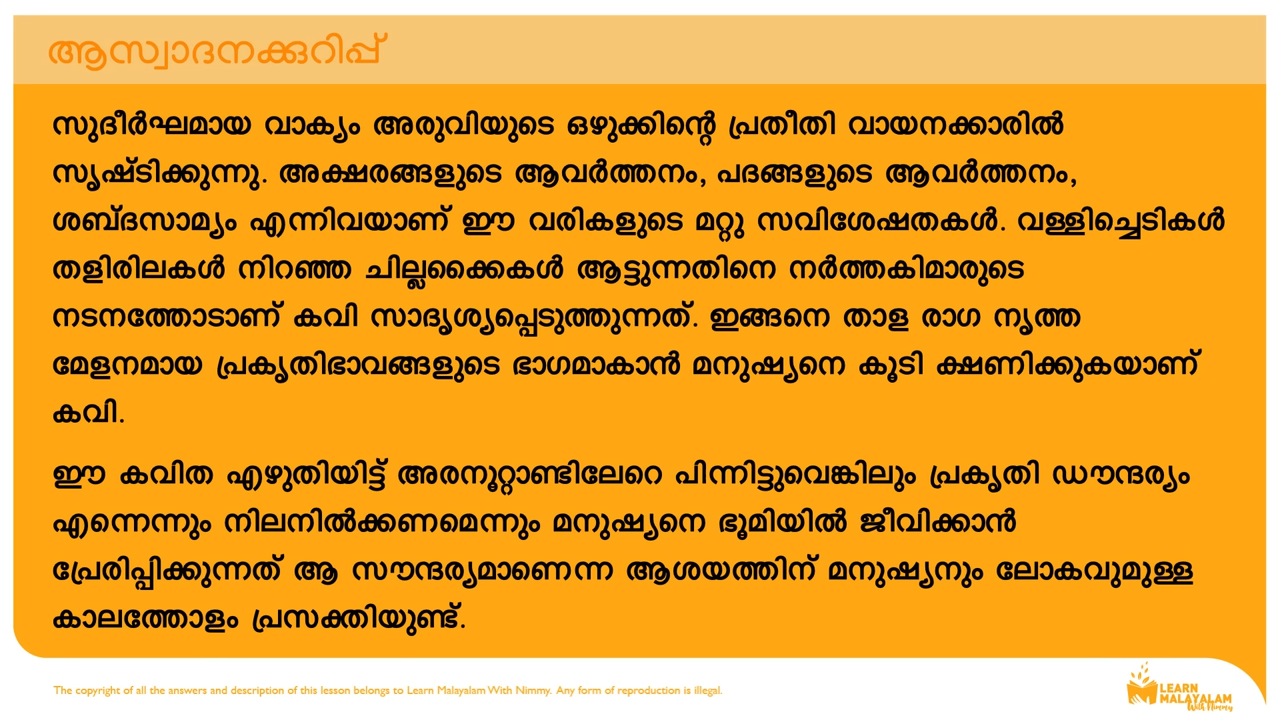 ആസ്വാദനക്കുറിപ്പ്
സുദീർഘമായ വാക്യം അരുവിയുടെ ഒഴുക്കിന്റെ പ്രതീതി വായനക്കാരിൽ
സൃഷ്ടിക്കുന്നു. അക്ഷരങ്ങളുടെ ആവർത്തനം, പദങ്ങളുടെ ആവർത്തനം,
ശബ്ദസാമ്യം എന്നിവയാണ് ഈ വരികളുടെ മറ്റു സവിശേഷതകൾ. വള്ളിച്ചെടികൾ
തളിരിലകൾ നിറഞ്ഞ ചില്ലക്കൈകൾ ആട്ടുന്നതിനെ നർത്തകിമാരുടെ
നടനത്തോടാണ് കവി സാദൃശ്യപ്പെടുത്തുന്നത്. ഇങ്ങനെ താള രാഗ നൃത്ത
മേളനമായ പ്രകൃതിഭാവങ്ങളുടെ ഭാഗമാകാൻ മനുഷ്യനെ കൂടി ക്ഷണിക്കുകയാണ്
കവി.
ഈ കവിത എഴുതിയിട്ട് അരനൂറ്റാണ്ടിലേറെ പിന്നിട്ടുവെങ്കിലും പ്രകൃതി ഡൗന്ദര്യം
എന്നെന്നും നിലനിൽക്കണമെന്നും മനുഷ്യനെ ഭൂമിയിൽ ജീവിക്കാൻ
പ്രേരിപ്പിക്കുന്നത് ആ സൗന്ദര്യമാണെന്ന ആശയത്തിന് മനുഷ്യനും ലോകവുമുള്ള
കാലത്തോളം പ്രസക്തിയുണ്ട്.
The copyright of all the answers and description of this lesson belongs to Learn Malayalam With Nimmy. Any form of reproduction is illegal.
LEARN
MALAYALAM
With Nimmy